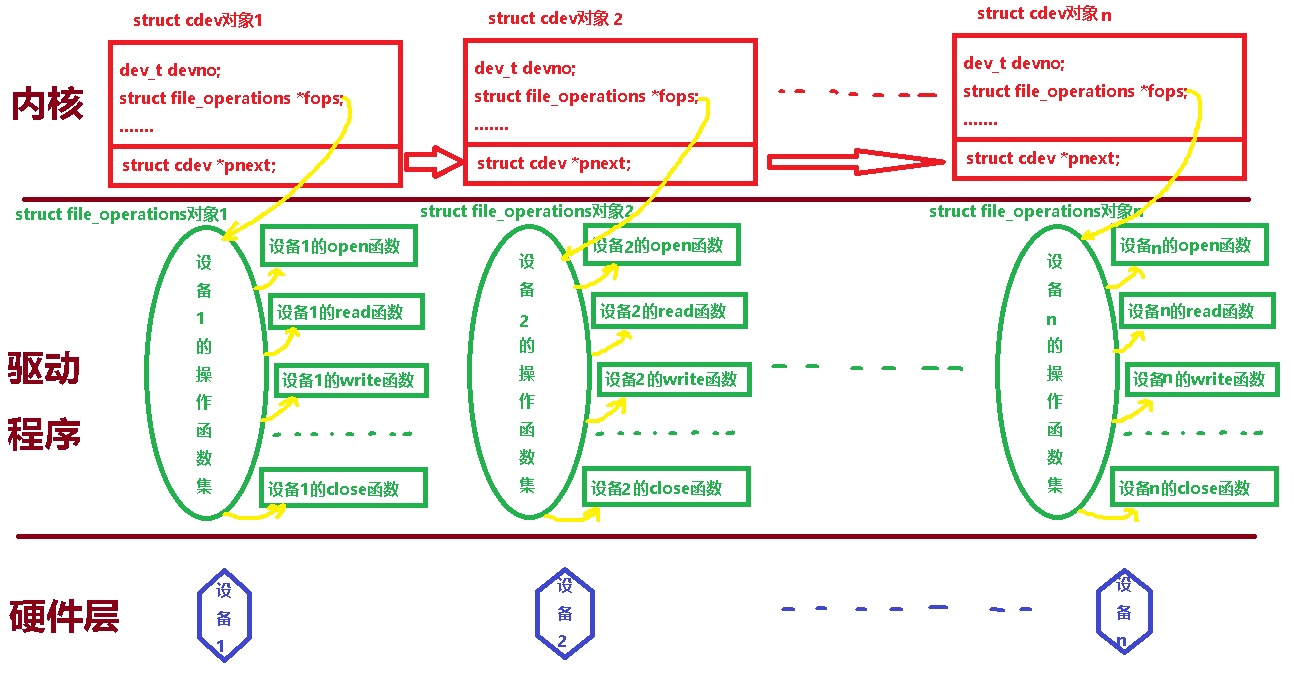 struct cdev对象1
struct cdev对象 2
struct cdev对象 n
内核
dev_t devno;
struct file_operations *fops;
.......
struct cdev *pnext;
dev_t devno;
struct file_operations *fops;
.......
struct cdev *pnext;
dev_t devno;
struct file_operations *fops;
.......
struct cdev *pnext;
驱动
程序
struct file_operations对象1
设备1的操作函数集
设备1的open函数
设备1的read函数
设备1的write函数
设备1的close函数
struct file_operations对象2
设备2的操作函数集
设备2的open函数
设备2的read函数
设备2的write函数
设备2的close函数
struct file_operations对象n
设备n的操作函数集
设备n的open函数
设备n的read函数
设备n的write函数
设备n的close函数
硬件层
设备1
设备2
设备n